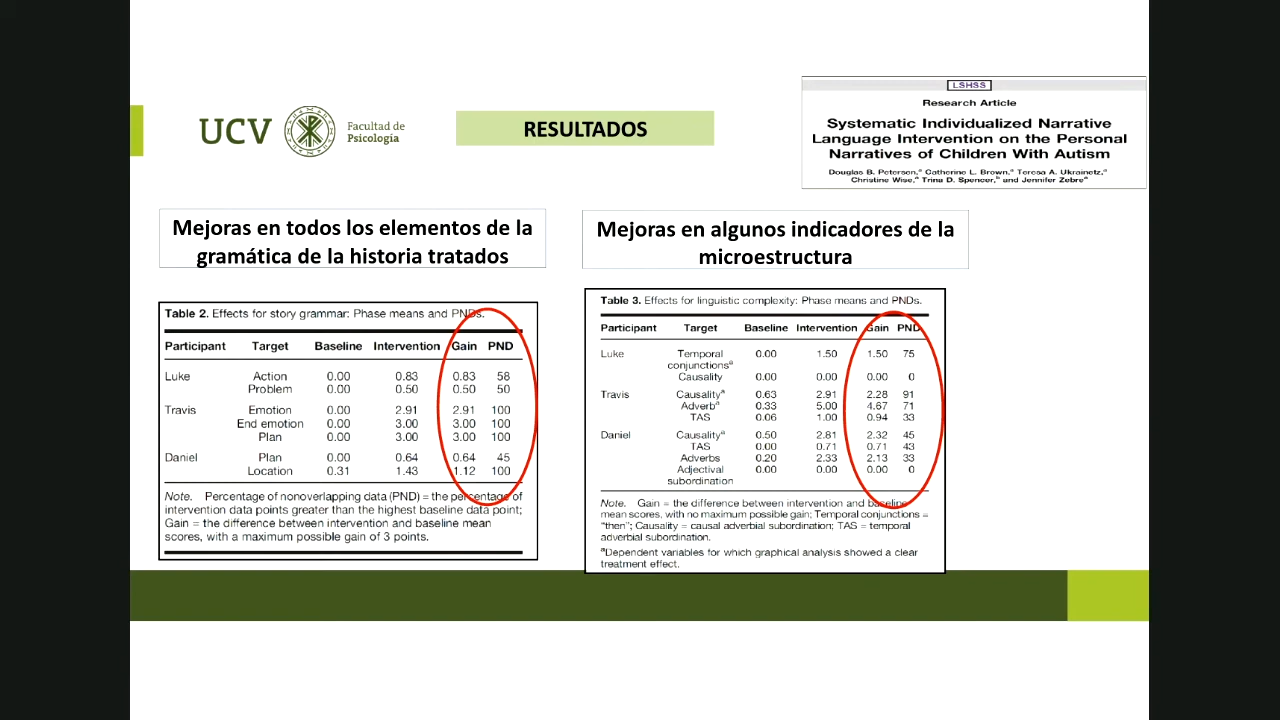 UCV
Facultad de
Psicología
RESULTADOS
LSHSS
Research Article
Systematic Individualized Narrative
Language Intervention on the Personal
Narratives of Children With Autism
Douglas B. Petersen,a Catherine L. Brown,a Teresa A. Ukrainetz,a
Christine Wise,a Trina D. Spencer,b and Jennifer Zebrea
Mejoras en todos los elementos de la
gramática de la historia tratados
Table 2. Effects for story grammar: Phase means and PNDs.
Participant Target Baseline Intervention Gain PND
Luke Action 0.00 0.83 0.83 58
Problem 0.00 0.50 0.50 50
Travis Emotion 0.00 2.91 2.91 100
End emotion 0.00 3.00 3.00 100
Plan 0.00 3.00 3.00 100
Daniel Plan 0.00 0.64 0.64 45
Location 0.31 1.43 1.12 100
Note. Percentage of nonoverlapping data (PND) = the percentage of
intervention data points greater than the highest baseline data point;
Gain = the difference between intervention and baseline mean
scores, with a maximum possible gain of 3 points.
Mejoras en algunos indicadores de la
microestructura
Table 3. Effects for linguistic complexity: Phase means and PNDs.
Participant Target Baseline Intervention Gain PND
Luke Temporal 0.00 1.50 1.50 75
conjunctionsa
Causality 0.00 0.00 0.00 0
Travis Causalitya 0.63 2.91 2.28 91
Adverba 0.33 5.00 4.67 71
TAS 0.06 1.00 0.94 33
Daniel Causalitya 0.50 2.81 2.32 45
TAS 0.00 0.71 0.71 43
Adverbs 0.20 2.33 2.13 33
Adjectival 0.00 0.00 0.00 0
subordination
Note. Gain = the difference between intervention and baseline
mean scores, with no maximum possible gain; Temporal conjunctions =
"then"; Causality = causal adverbial subordination; TAS = temporal
adverbial subordination.
aDependent variables for which graphical analysis showed a clear
treatment effect.